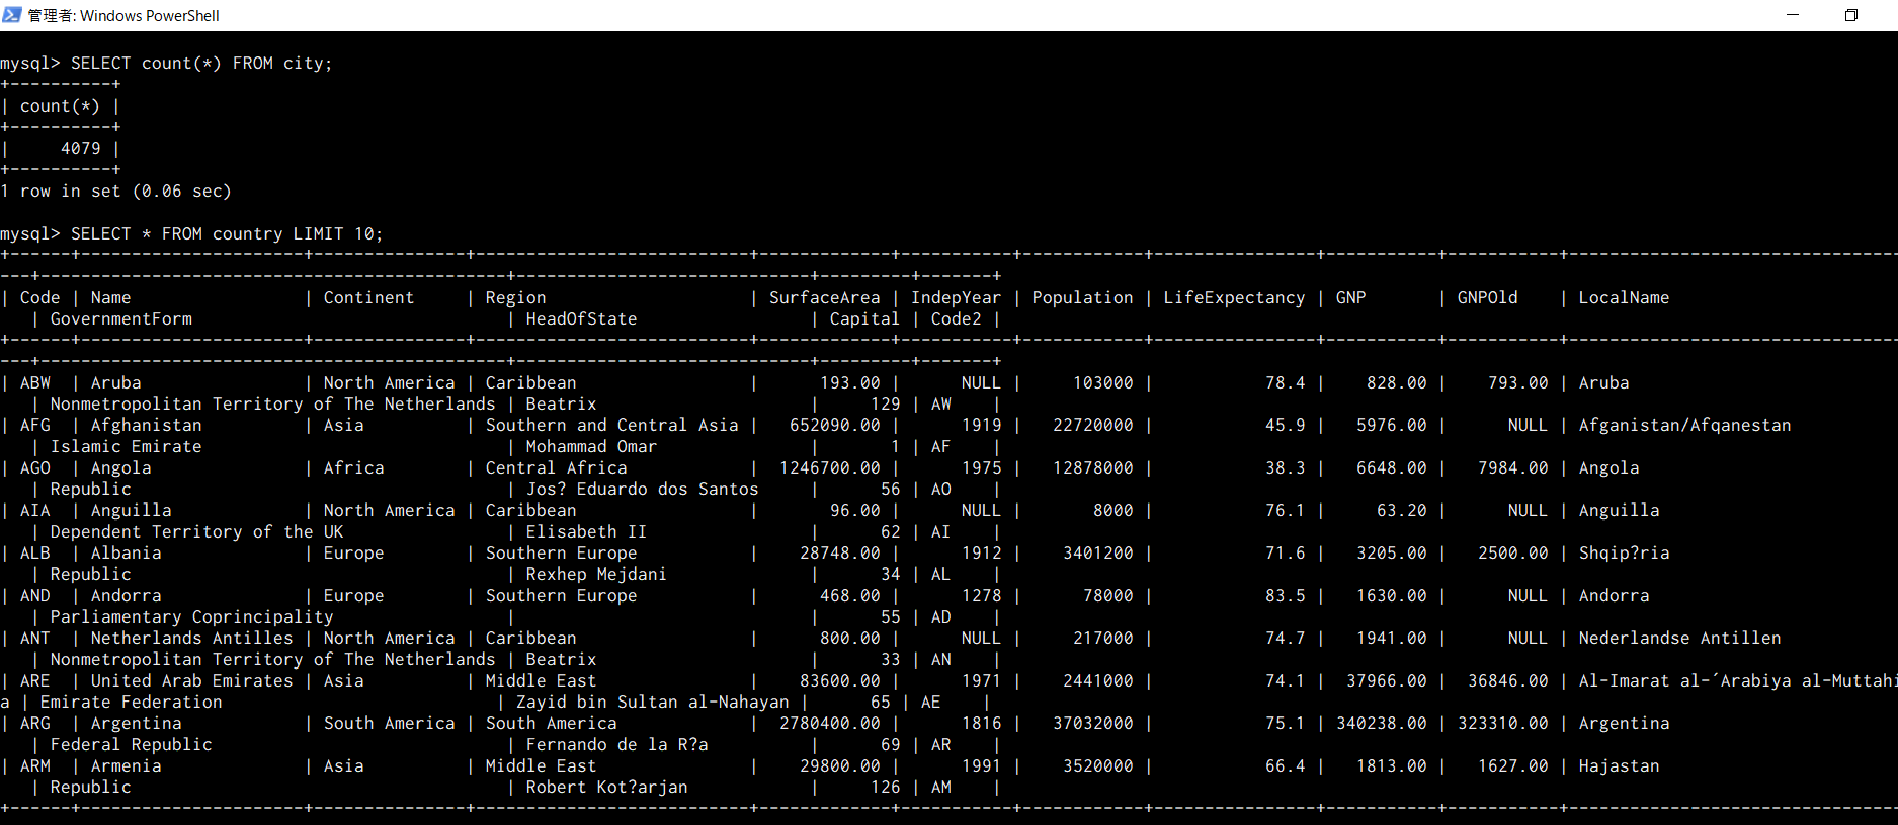 管理者: Windows PowerShell
mysql> SELECT count(*) FROM city;
+----------+
| count(*) |
+----------+
|     4079 |
+----------+
1 row in set (0.06 sec)
mysql> SELECT * FROM country LIMIT 10;
+------+----------------------+---------------+---------------------------+-------------+-----------+------------+----------------+-----------+-----------+--------------------------------
---+----------------------------------------------+-----------------------------+---------+-------+
| Code | Name                 | Continent     | Region                    | SurfaceArea | IndepYear | Population | LifeExpectancy | GNP       | GNPOld    | LocalName
   | GovernmentForm                               | HeadOfState                 | Capital | Code2 |
+------+----------------------+---------------+---------------------------+-------------+-----------+------------+----------------+-----------+-----------+--------------------------------
---+----------------------------------------------+-----------------------------+---------+-------+
| ABW  | Aruba                | North America | Caribbean                 |      193.00 |      NULL |     103000 |           78.4 |    828.00 |    793.00 | Aruba
   | Nonmetropolitan Territory of The Netherlands | Beatrix                     |     129 | AW    |
| AFG  | Afghanistan          | Asia          | Southern and Central Asia |   652090.00 |      1919 |   22720000 |           45.9 |   5976.00 |      NULL | Afganistan/Afqanestan
   | Islamic Emirate                              | Mohammad Omar               |       1 | AF    |
| AGO  | Angola               | Africa        | Central Africa            |  1246700.00 |      1975 |   12878000 |           38.3 |   6648.00 |   7984.00 | Angola
   | Republic                                     | Jos? Eduardo dos Santos     |      56 | AO    |
| AIA  | Anguilla             | North America | Caribbean                 |       96.00 |      NULL |       8000 |           76.1 |     63.20 |      NULL | Anguilla
   | Dependent Territory of the UK                | Elisabeth II                |      62 | AI    |
| ALB  | Albania              | Europe        | Southern Europe           |    28748.00 |      1912 |    3401200 |           71.6 |   3205.00 |   2500.00 | Shqip?ria
   | Republic                                     | Rexhep Mejdani              |      34 | AL    |
| AND  | Andorra              | Europe        | Southern Europe           |      468.00 |      1278 |      78000 |           83.5 |   1630.00 |      NULL | Andorra
   | Parliamentary Coprincipality                 |                             |      55 | AD    |
| ANT  | Netherlands Antilles | North America | Caribbean                 |      800.00 |      NULL |     217000 |           74.7 |   1941.00 |      NULL | Nederlandse Antillen
   | Nonmetropolitan Territory of The Netherlands | Beatrix                     |      33 | AN    |
| ARE  | United Arab Emirates | Asia          | Middle East               |    83600.00 |      1971 |    2441000 |           74.1 |  37966.00 |  36846.00 | Al-Imarat al-´Arabiya al-Muttahi
a | Emirate Federation                           | Zayid bin Sultan al-Nahayan |      65 | AE    |
| ARG  | Argentina            | South America | South America             |  2780400.00 |      1816 |   37032000 |           75.1 | 340238.00 | 323310.00 | Argentina
   | Federal Republic                             | Fernando de la R?a          |      69 | AR    |
| ARM  | Armenia              | Asia          | Middle East               |    29800.00 |      1991 |    3520000 |           66.4 |   1813.00 |   1627.00 | Hajastan
   | Republic                                     | Robert Kot?arjan            |     126 | AM    |
+------+----------------------+---------------+---------------------------+-------------+-----------+------------+----------------+-----------+-----------+--------------------------------